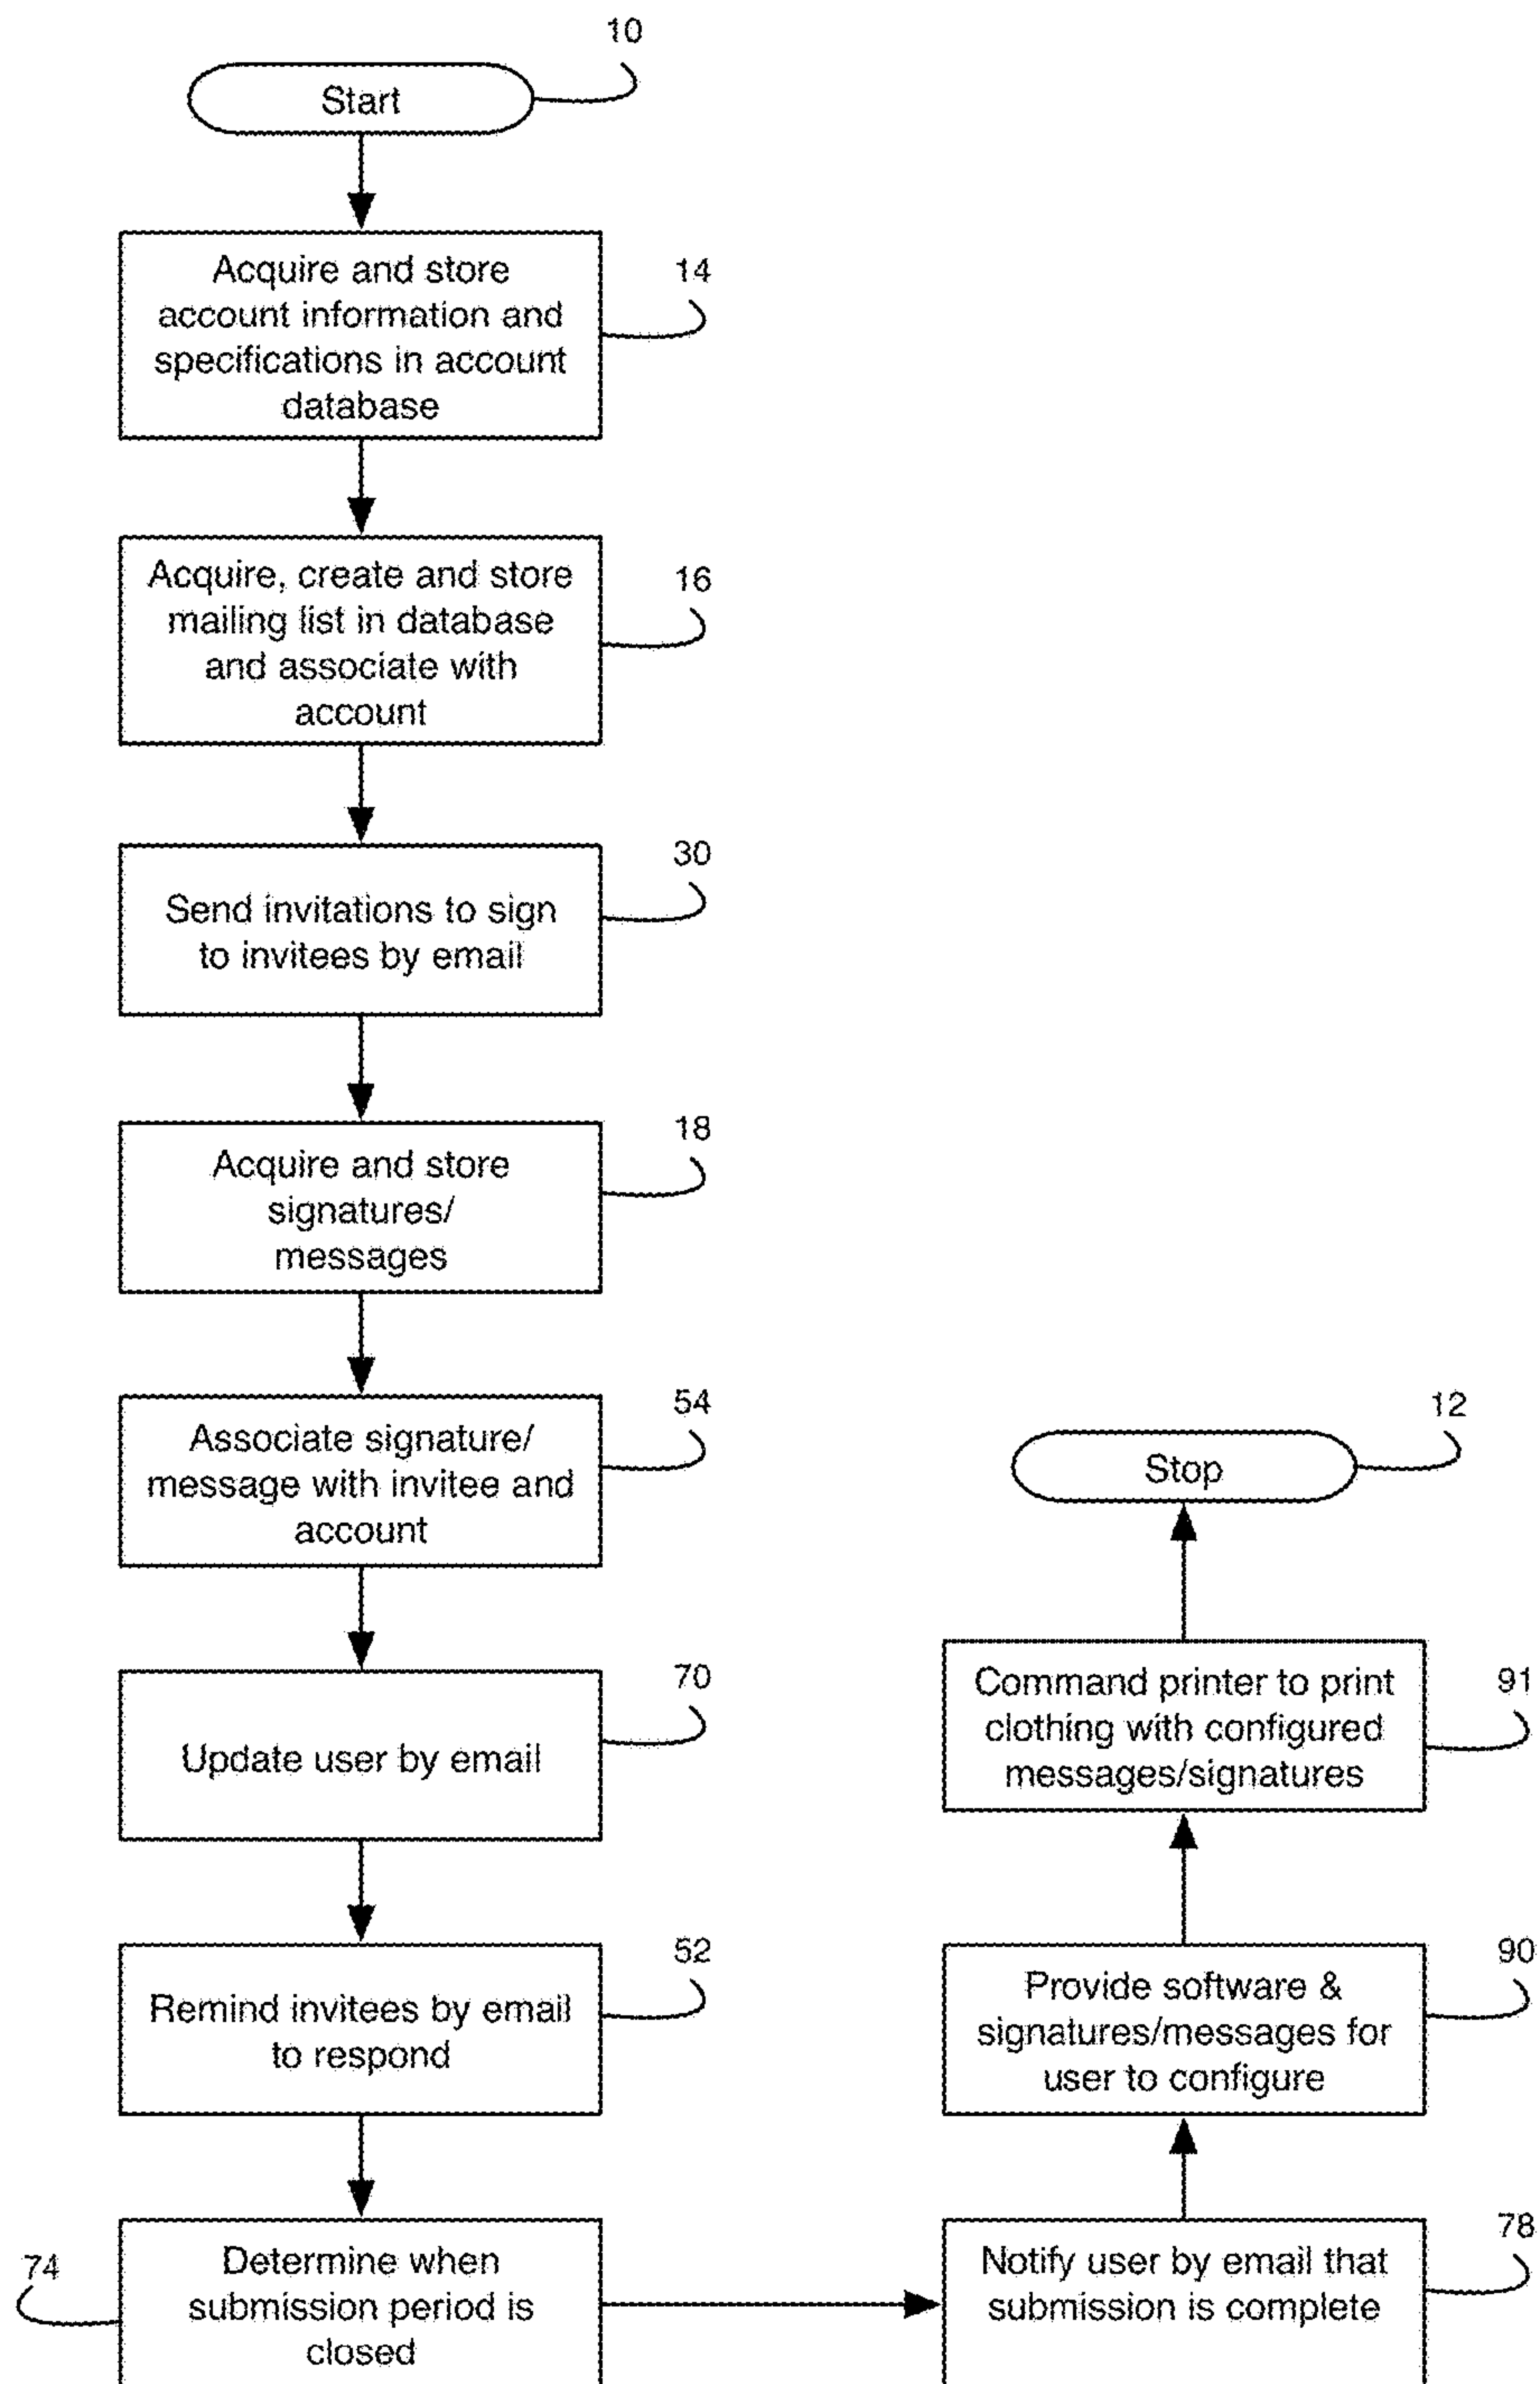 10
Start
Acquire and store
account information and
specifications in account
database
14
Acquire, create and store
mailing list in database
and associate with
account
16
Send invitations to sign
to invitees by email
30
Acquire and store
signatures/
messages
18
Associate signature/
message with invitee and
account
54
Update user by email
70
Remind invitees by email
to respond
52
Determine when
submission period is
closed
74
Notify user by email that
submission is complete
78
Provide software &
signatures/messages for
user to configure
90
Command printer to print
clothing with configured
messages/signatures
91
Stop
12